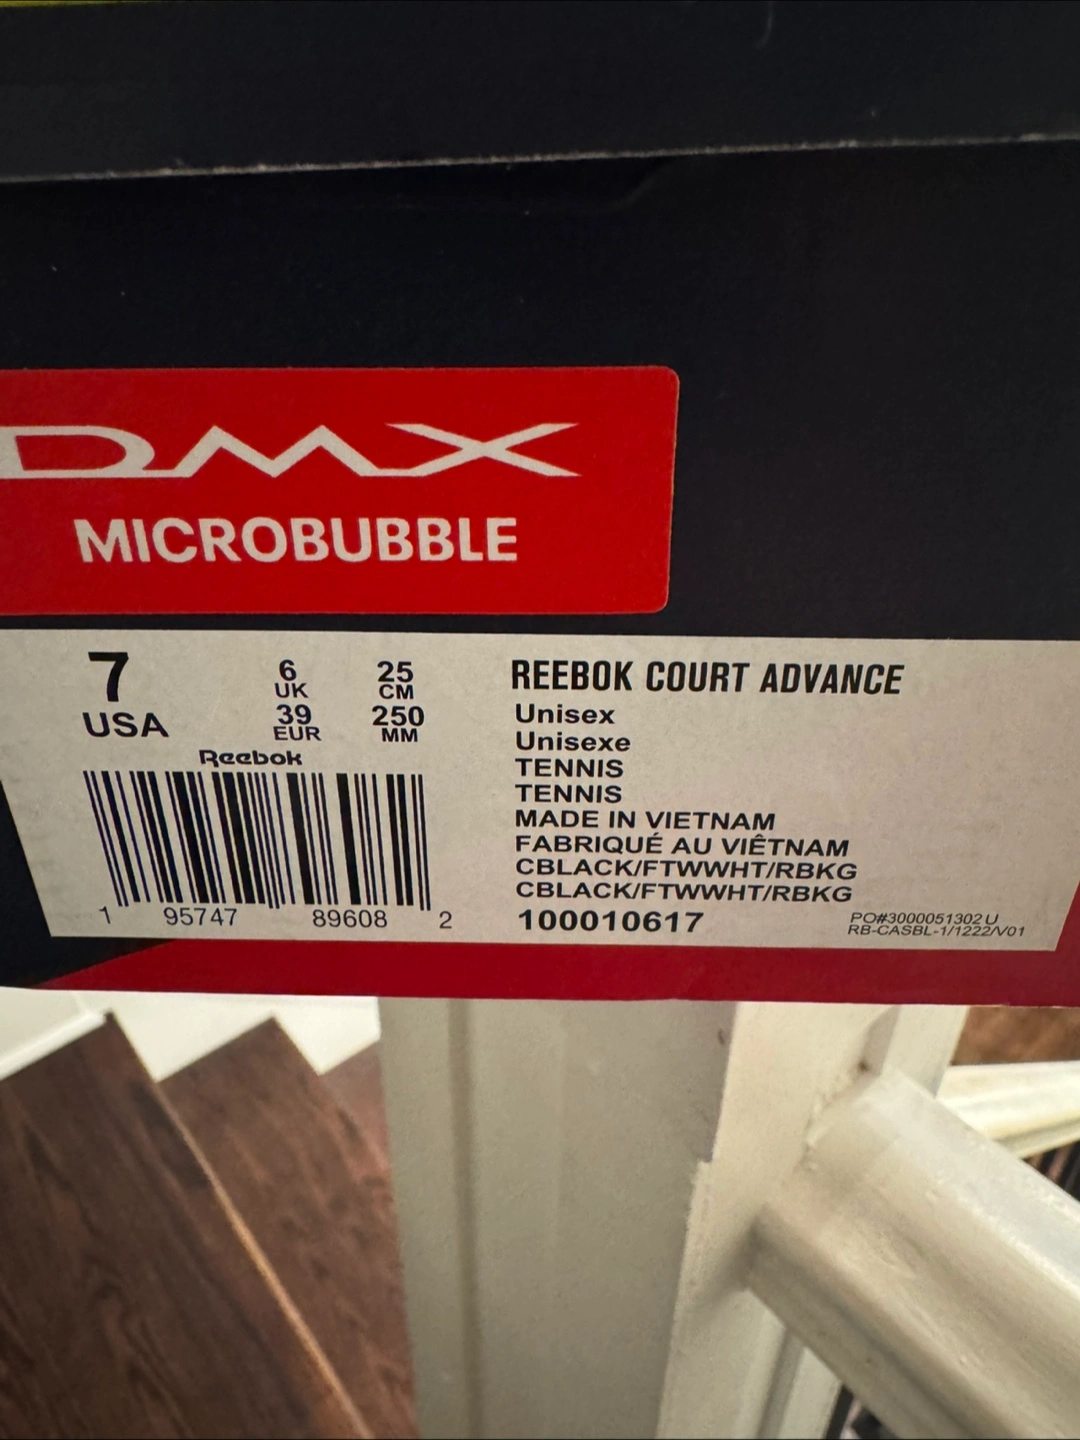 DMX
MICROBUBBLE
7
USA
6
UK
39
EUR
25
CM
250
MM
Reebok
1 95747 89608 2
REEBOK COURT ADVANCE
Unisex
Unisexe
TENNIS
TENNIS
MADE IN VIETNAM
FABRIQUÉ AU VIÊTNAM
CBLACK/FTWWHT/RBKG
CBLACK/FTWWHT/RBKG
100010617
PO#3000051302 U
RB-CASBL-1/1222/V01